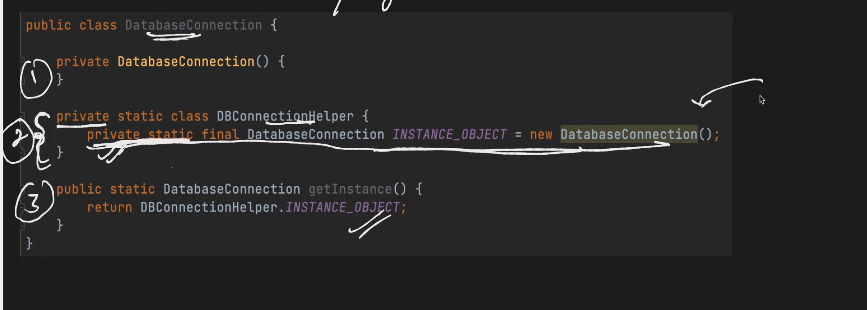 public class DatabaseConnection {
1 private DatabaseConnection() {
}
2 private static class DBConnectionHelper {
private static final DatabaseConnection INSTANCE_OBJECT = new DatabaseConnection();
}
3 public static DatabaseConnection getInstance() {
return DBConnectionHelper.INSTANCE_OBJECT;
}
}